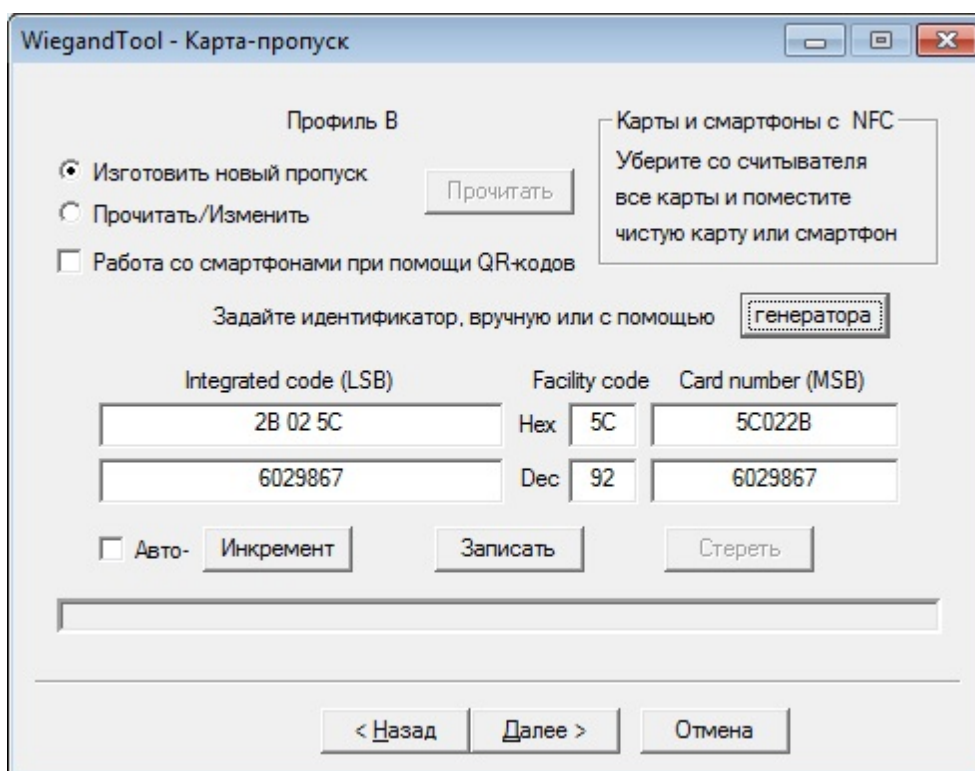 WiegandTool - Карта-пропуск
Профиль B
Изготовить новый пропуск
Прочитать/Изменить
Прочитать
Работа со смартфонами при помощи QR-кодов
Карты и смартфоны с NFC
Уберите со считывателя
все карты и поместите
чистую карту или смартфон
Задайте идентификатор, вручную или с помощью генератора
Integrated code (LSB) Facility code Card number (MSB)
2B 02 5C Hex 5C 5C022B
6029867 Dec 92 6029867
Авто- Инкремент Записать Стереть
< Назад Далее > Отмена